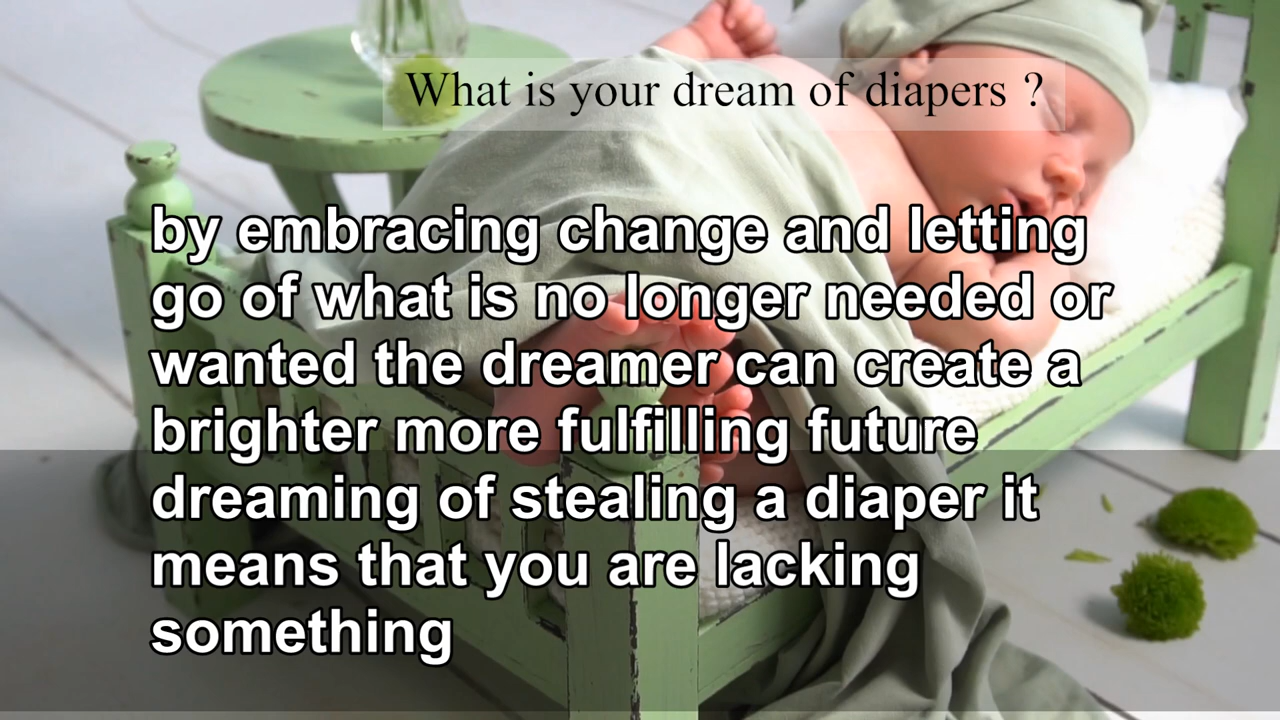 What is your dream of diapers ?
by embracing change and letting
go of what is no longer needed or
wanted the dreamer can create a
brighter more fulfilling future
dreaming of stealing a diaper it
means that you are lacking
something